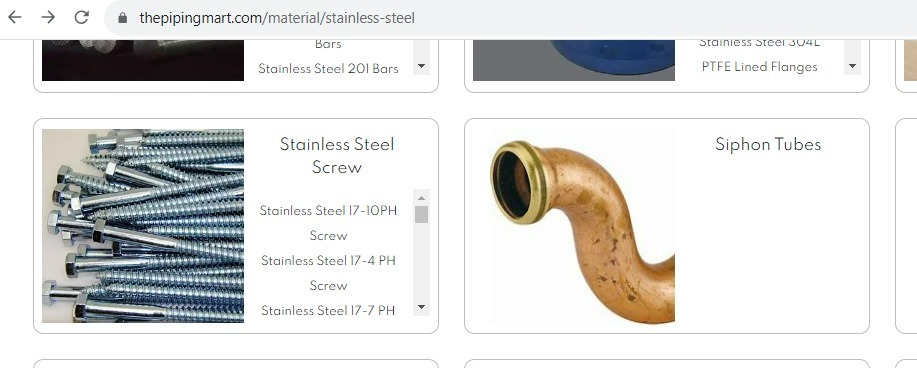 thepipingmart.com/material/stainless-steel
Bars
Stainless Steel 201 Bars
Stainless Steel 304L
PTFE Lined Flanges
Stainless Steel
Screw
Stainless Steel 17-10PH
Screw
Stainless Steel 17-4 PH
Screw
Stainless Steel 17-7 PH
Siphon Tubes